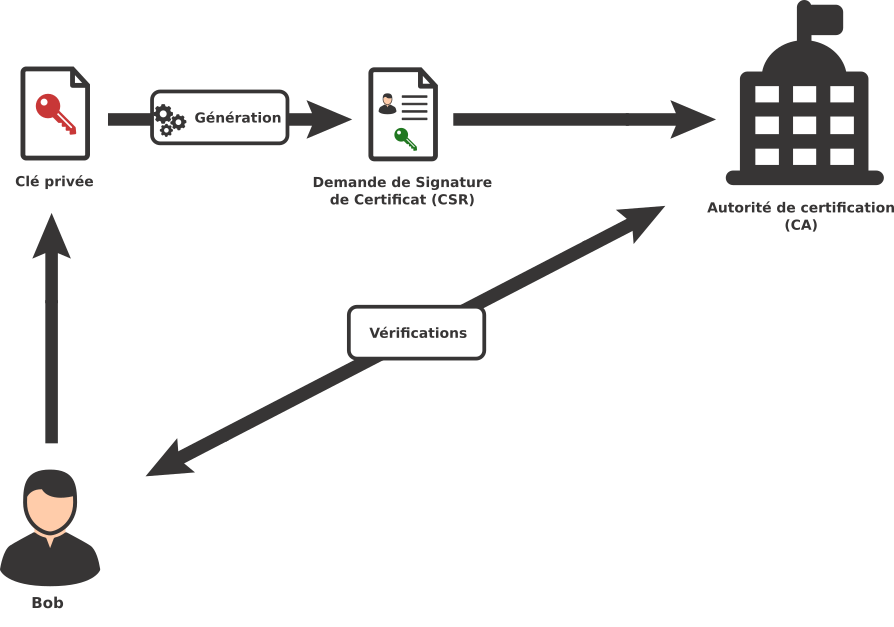 Génération
Clé privée
Demande de Signature
de Certificat (CSR)
Autorité de certification
(CA)
Vérifications
Bob